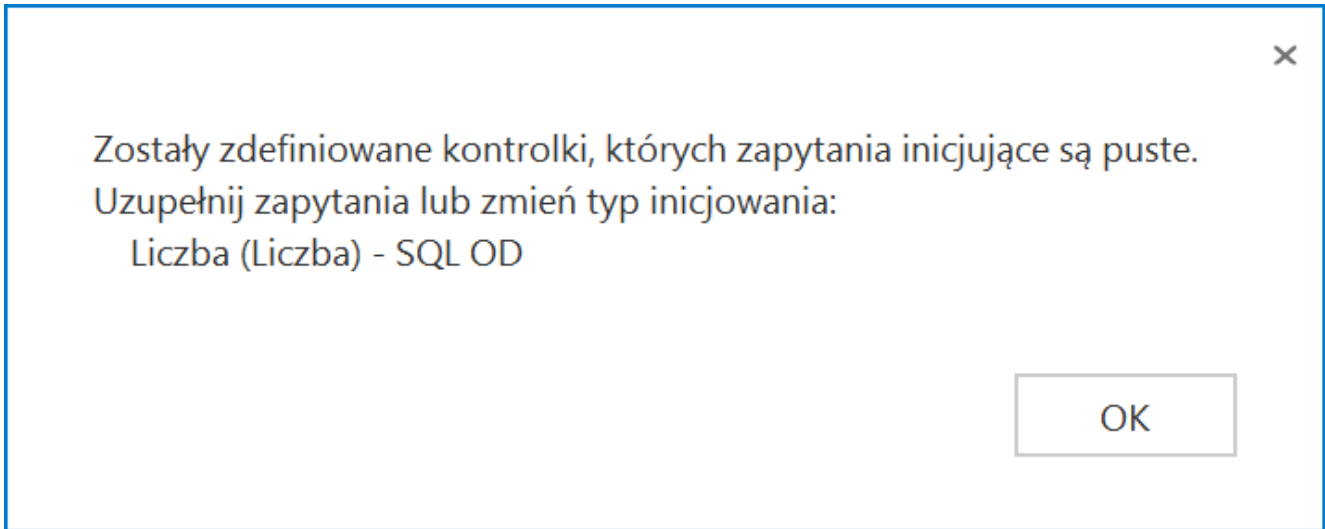 Zostały zdefiniowane kontrolki, których zapytania inicjujące są puste.
Uzupełnij zapytania lub zmień typ inicjowania:
Liczba (Liczba) - SQL OD
OK